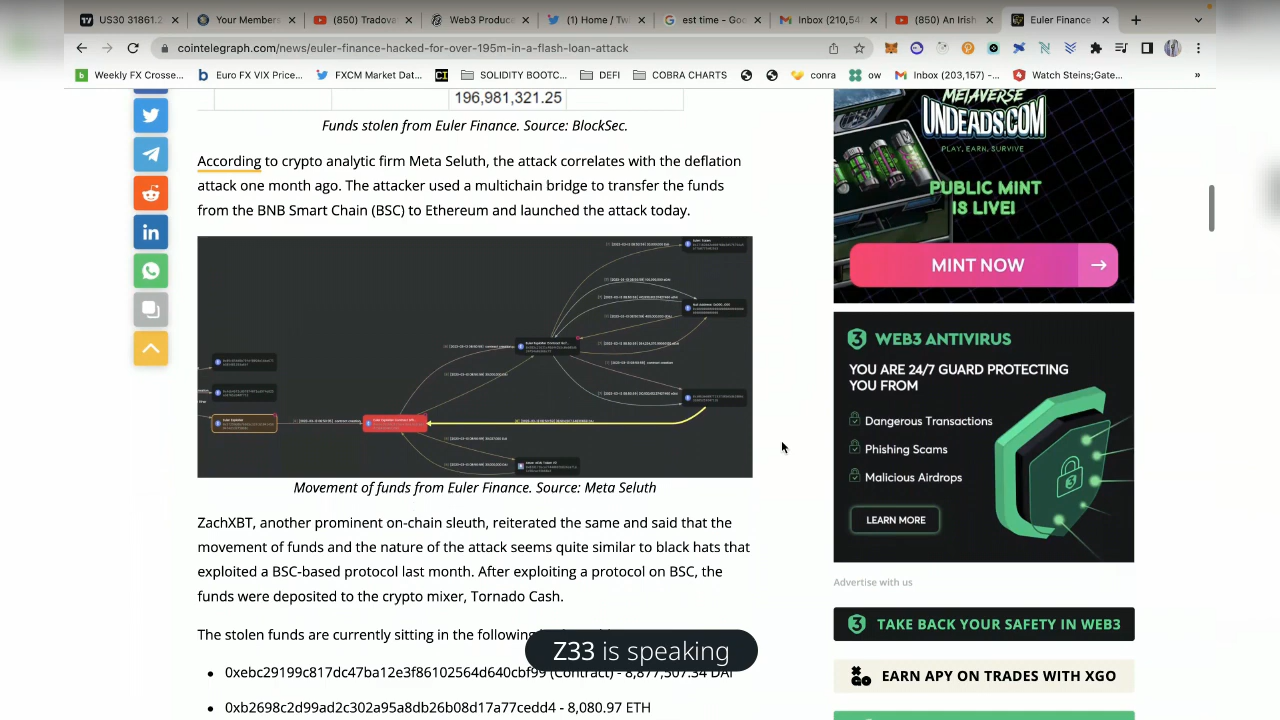 US30 31861.2
Your Members
(850) Tradova
Web3 Produce
(1) Home / Tw
est time - Goo
Inbox (210,54
(850) An Irish
Euler Finance
cointelegraph.com/news/euler-finance-hacked-for-over-195m-in-a-flash-loan-attack
Weekly FX Crosse...
Euro FX VIX Price...
FXCM Market Dat...
SOLIDITY BOOTC...
DEFI
COBRA CHARTS
conra
ow
Inbox (203,157) -...
Watch Steins;Gate...
»
196,981,321.25
Funds stolen from Euler Finance. Source: BlockSec.
According to crypto analytic firm Meta Seluth, the attack correlates with the deflation
attack one month ago. The attacker used a multichain bridge to transfer the funds
from the BNB Smart Chain (BSC) to Ethereum and launched the attack today.
Movement of funds from Euler Finance. Source: Meta Seluth
ZachXBT, another prominent on-chain sleuth, reiterated the same and said that the
movement of funds and the nature of the attack seems quite similar to black hats that
exploited a BSC-based protocol last month. After exploiting a protocol on BSC, the
funds were deposited to the crypto mixer, Tornado Cash.
The stolen funds are currently sitting in the following
Z33 is speaking
0xebc29199c817dc47ba12e3f86102564d640cbf99 (Contract) - 8,877,507.34 DAI
0xb2698c2d99ad2c302a95a8db26b08d17a77cedd4 - 8,080.97 ETH
METAVERSE
UNDEADS.COM
PLAY, EARN, SURVIVE
PUBLIC MINT
IS LIVE!
MINT NOW
WEB3 ANTIVIRUS
YOU ARE 24/7 GUARD PROTECTING
YOU FROM
Dangerous Transactions
Phishing Scams
Malicious Airdrops
LEARN MORE
Advertise with us
TAKE BACK YOUR SAFETY IN WEB3
EARN APY ON TRADES WITH XGO